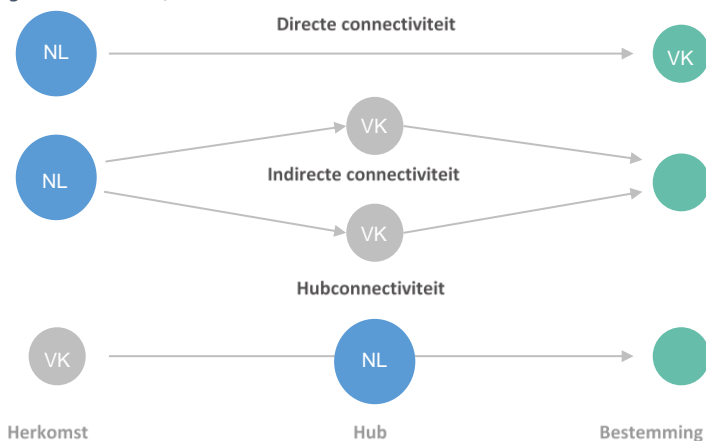 Directe connectiviteit
NL
VK
VK
NL
Indirecte connectiviteit
VK
Hubconnectiviteit
VK
NL
Herkomst
Hub
Bestemming